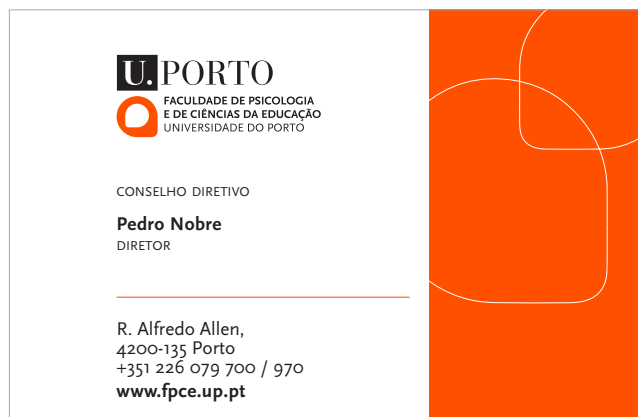 U. PORTO
FACULDADE DE PSICOLOGIA
E DE CIÊNCIAS DA EDUCAÇÃO
UNIVERSIDADE DO PORTO
CONSELHO DIRETIVO
Pedro Nobre
DIRETOR
R. Alfredo Allen,
4200-135 Porto
+351 226 079 700 / 970
www.fpce.up.pt